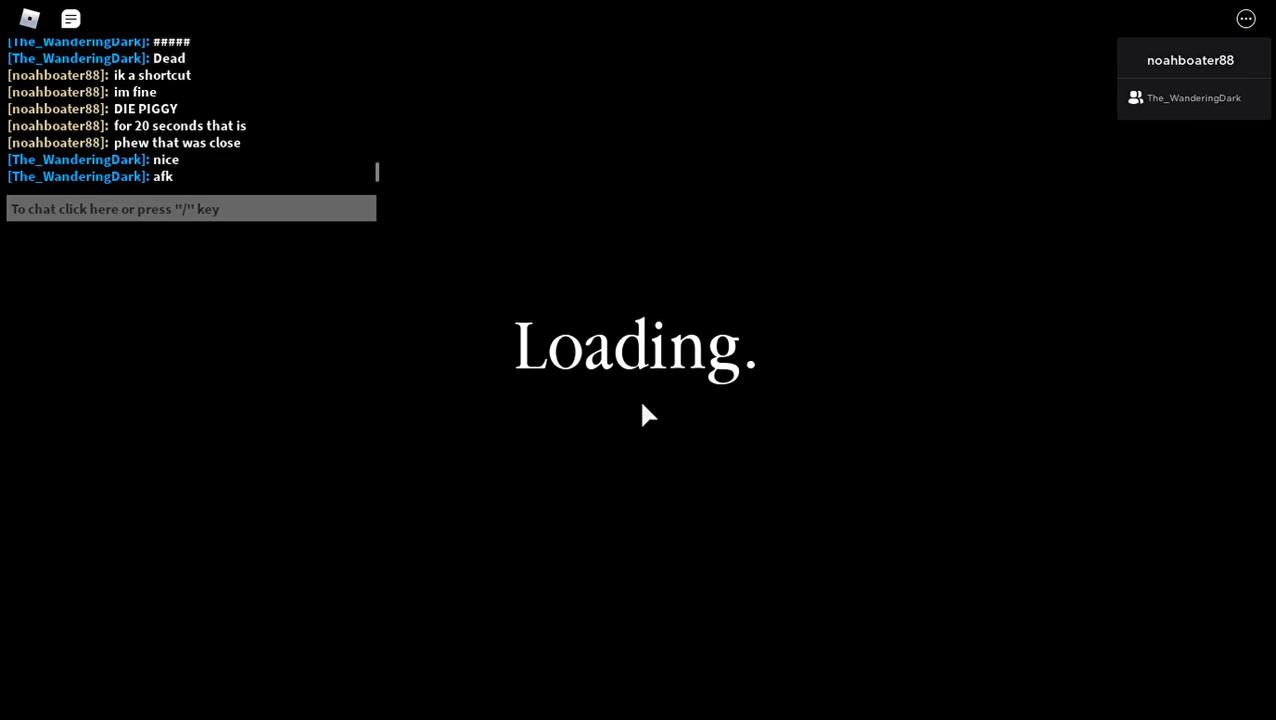 [The_WanderingDark]: #####
[The_WanderingDark]: Dead
[noahboater88]: ik a shortcut
[noahboater88]: im fine
[noahboater88]: DIE PIGGY
[noahboater88]: for 20 seconds that is
[noahboater88]: phew that was close
[The_WanderingDark]: nice
[The_WanderingDark]: afk
To chat click here or press "/" key
noahboater88
The_WanderingDark
Loading.